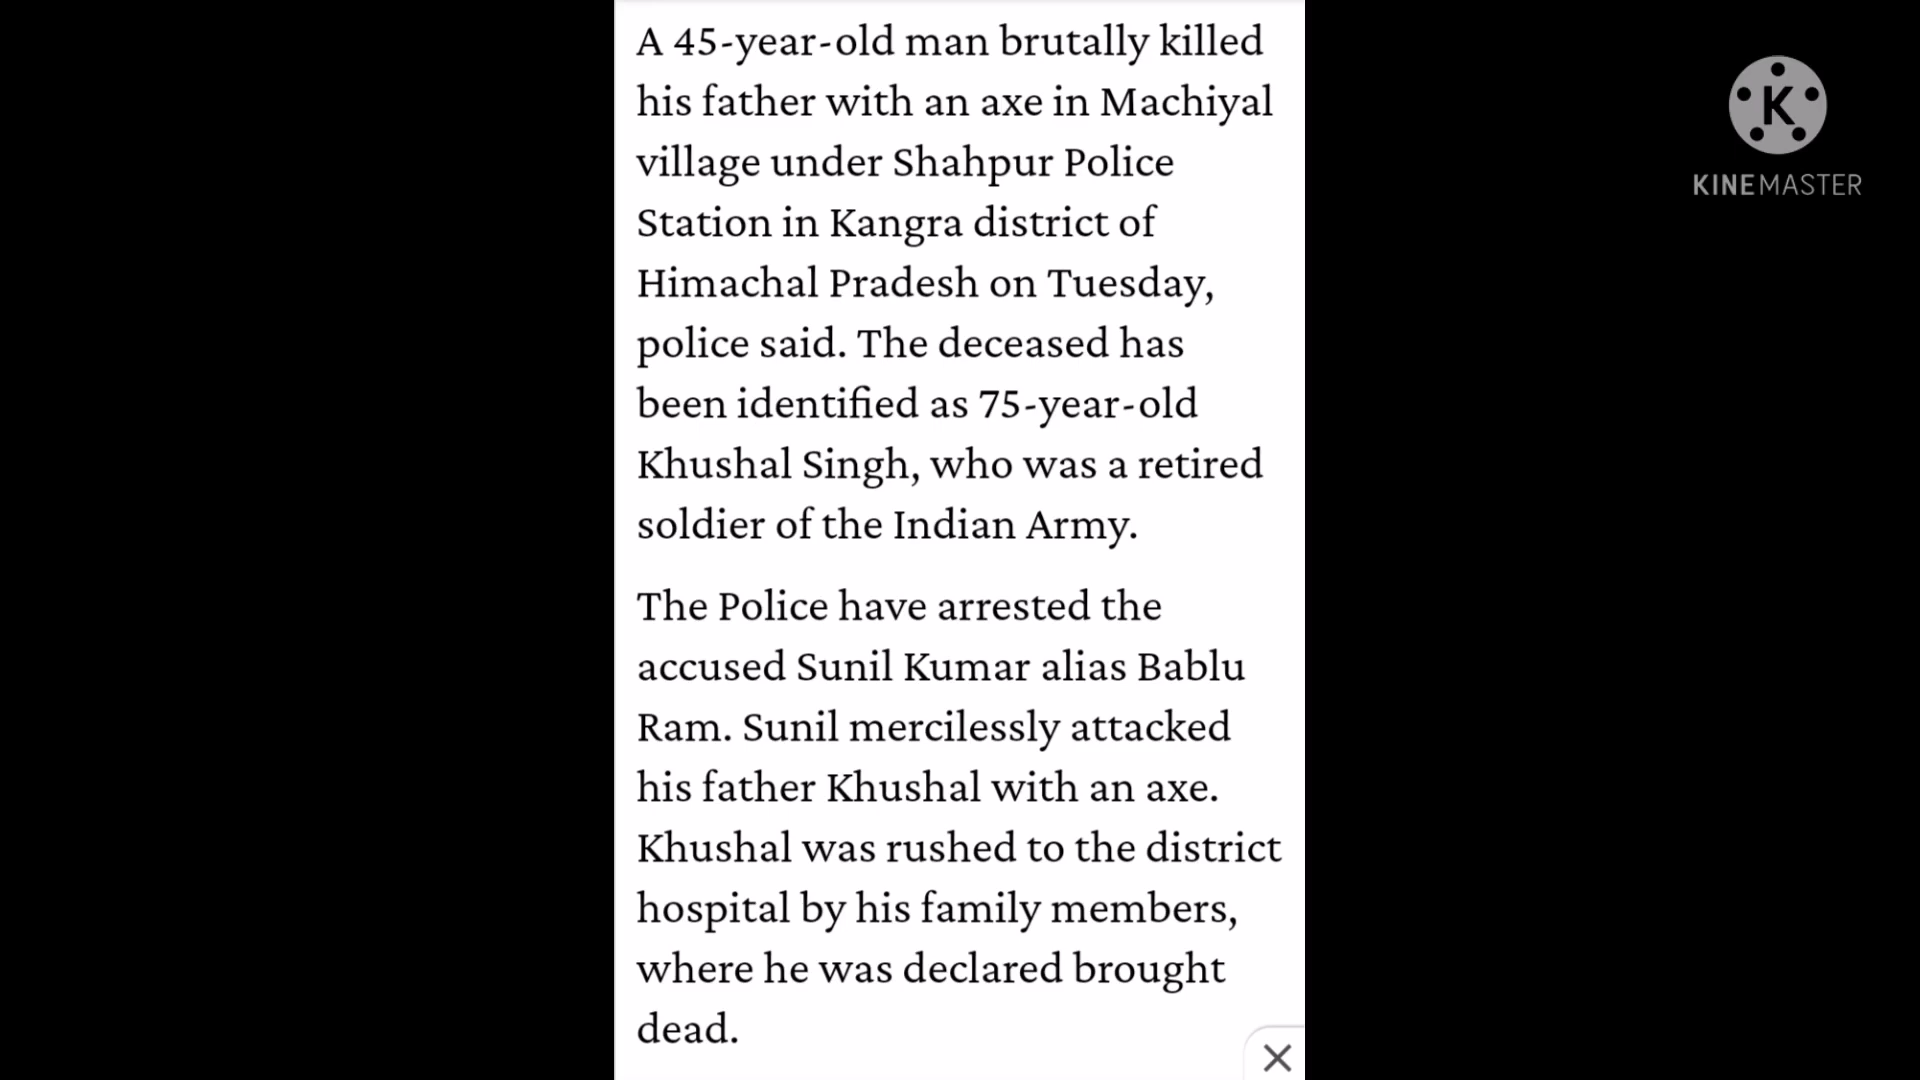 A 45-year-old man brutally killed
his father with an axe in Machiyal
village under Shahpur Police
Station in Kangra district of
Himachal Pradesh on Tuesday,
police said. The deceased has
been identified as 75-year-old
Khushal Singh, who was a retired
soldier of the Indian Army.
The Police have arrested the
accused Sunil Kumar alias Bablu
Ram. Sunil mercilessly attacked
his father Khushal with an axe.
Khushal was rushed to the district
hospital by his family members,
where he was declared brought
dead.
K
KINEMASTER